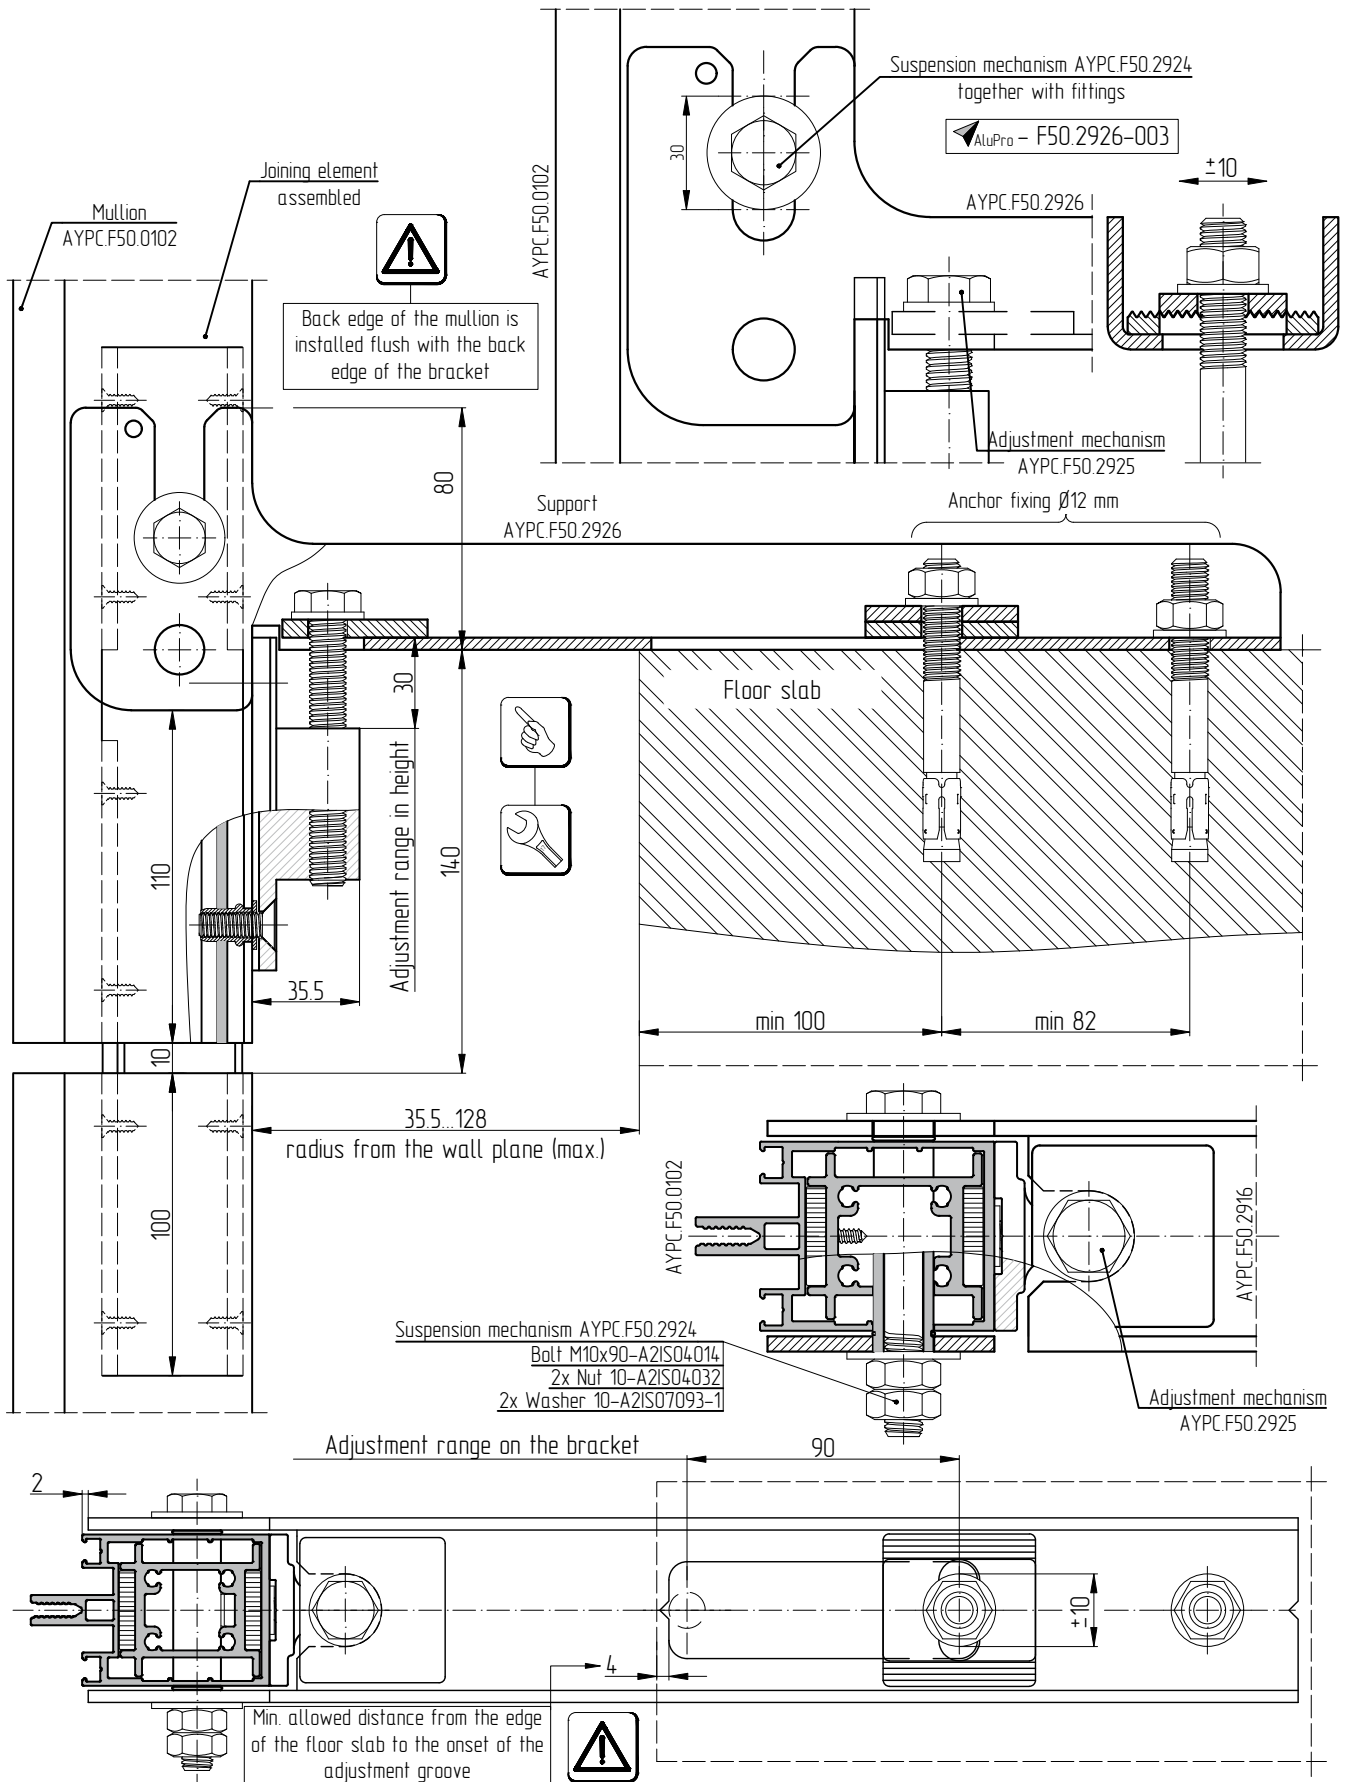 Suspension mechanism AYPC.F50.2924
together with fittings
AluPro – F50.2926-003
30
±10
AYPC.F50.0102
AYPC.F50.2926
Joining element
assembled
Mullion
AYPC.F50.0102
Back edge of the mullion is
installed flush with the back
edge of the bracket
Adjustment mechanism
AYPC.F50.2925
80
Support
AYPC.F50.2926
Anchor fixing Ø12 mm
Floor slab
30
Adjustment range in height
140
110
35.5
10
min 100
min 82
35.5...128
radius from the wall plane (max.)
100
AYPC.F50.0102
AYPC.F50.2916
Suspension mechanism AYPC.F50.2924
Bolt M10x90-A2ISO4014
2x Nut 10-A2ISO4032
2x Washer 10-A2ISO7093-1
Adjustment mechanism
AYPC.F50.2925
Adjustment range on the bracket
90
2
±10
4
Min. allowed distance from the edge
of the floor slab to the onset of the
adjustment groove